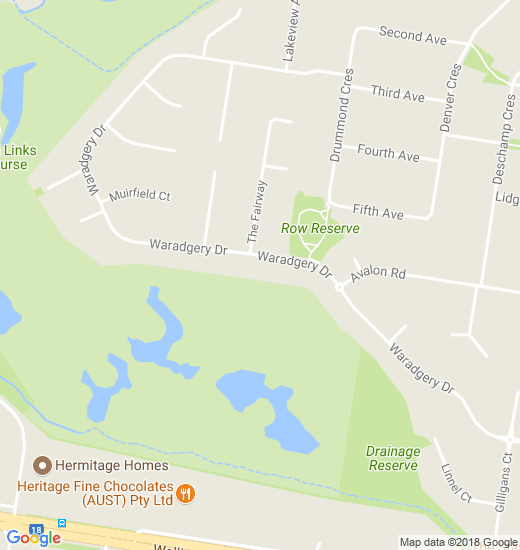 Second Ave
Lakeview A
Third Ave
Denver Cres
Drummond Cres
Deschamp Cres
Waradgery Dr
Links
urse
Fourth Ave
Muirfield Ct
The Fairway
Lidg
Fifth Ave
Row Reserve
Waradgery Dr
Waradgery Dr
Avalon Rd
Waradgery Dr
Drainage
Reserve
Linnel Ct
Gilligans Ct
Hermitage Homes
Heritage Fine Chocolates
(AUST) Pty Ltd
18
Google
Map data ©2018 Google